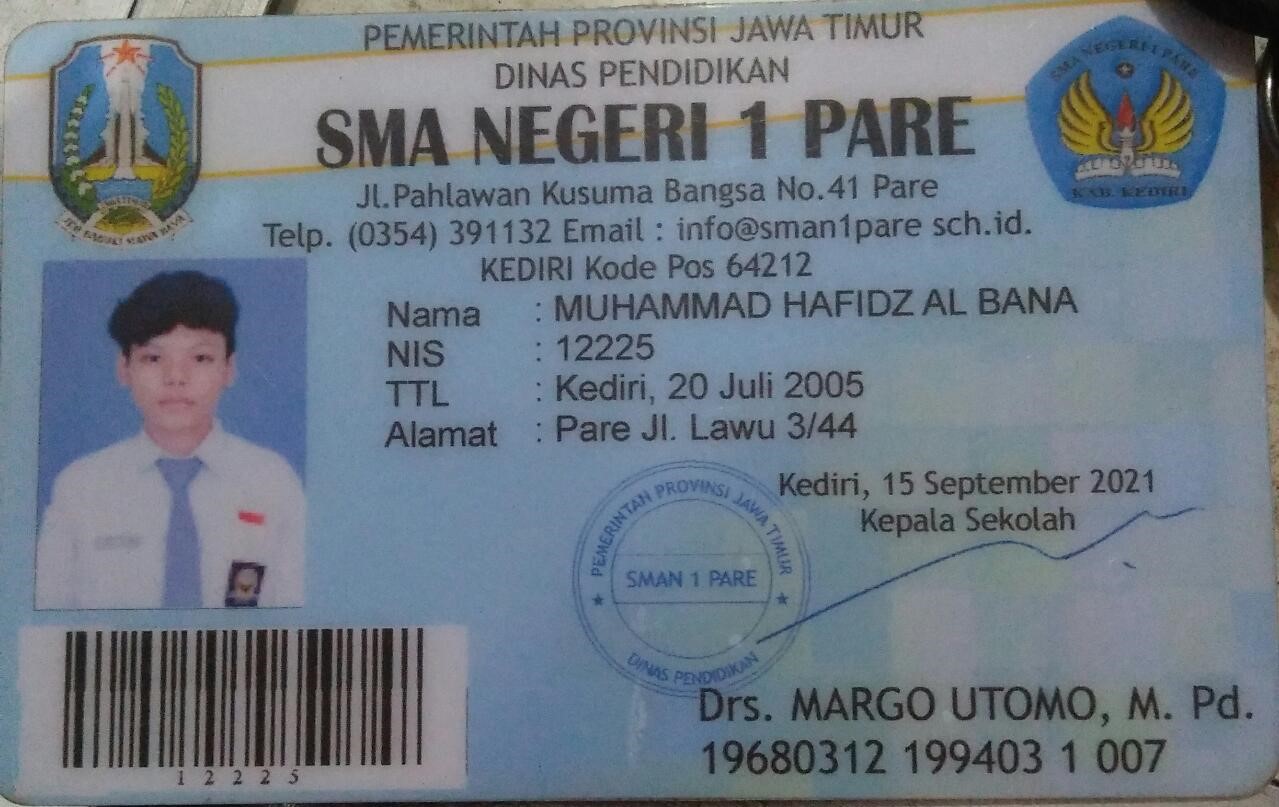 PEMERINTAH PROVINSI JAWA TIMUR
DINAS PENDIDIKAN
SMA NEGERI 1 PARE
Jl.Pahlawan Kusuma Bangsa No.41 Pare
Telp. (0354) 391132 Email : info@sman1pare sch.id.
KEDIRI Kode Pos 64212
SMA NEGERI 1 PARE
KAB. KEDIRI
Nama : MUHAMMAD HAFIDZ AL BANA
NIS : 12225
TTL : Kediri, 20 Juli 2005
Alamat : Pare Jl. Lawu 3/44
Kediri, 15 September 2021
Kepala Sekolah
PEMERINTAH PROVINSI JAWA TIMUR
SMAN 1 PARE
DINAS PENDIDIKAN
Drs. MARGO UTOMO, M. Pd.
19680312 199403 1 007
12225